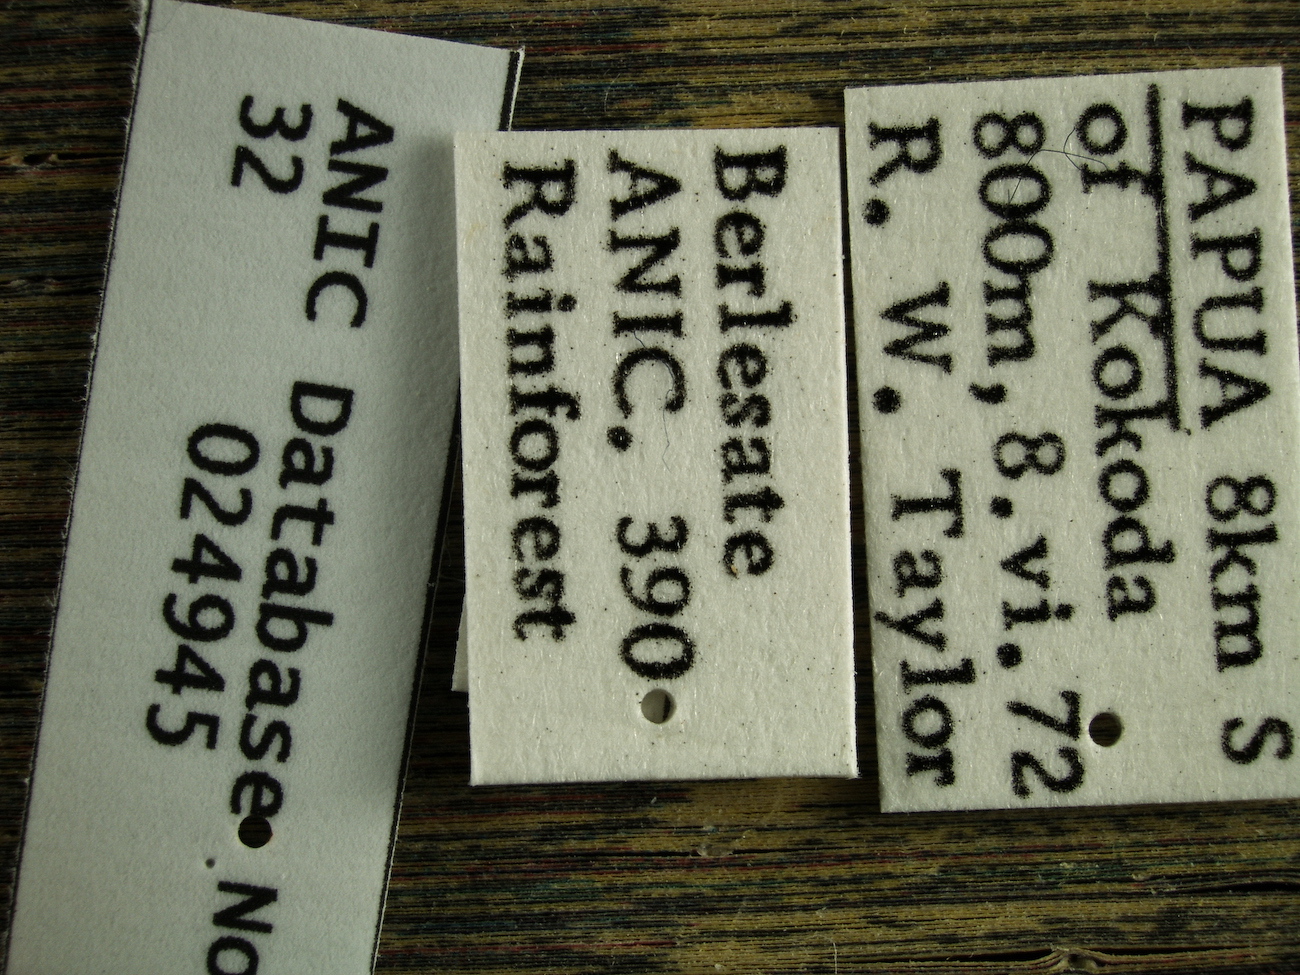 PAPUA 8km S
of Kokoda
800m, 8.vi.72
R. W. Taylor
Berlesate
ANIC. 390
Rainforest
ANIC Database No
32 024945